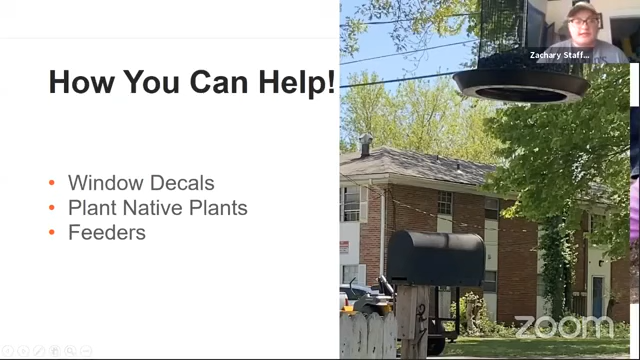 How You Can Help!
• Window Decals
• Plant Native Plants
• Feeders
Zachary Staff...
zoom